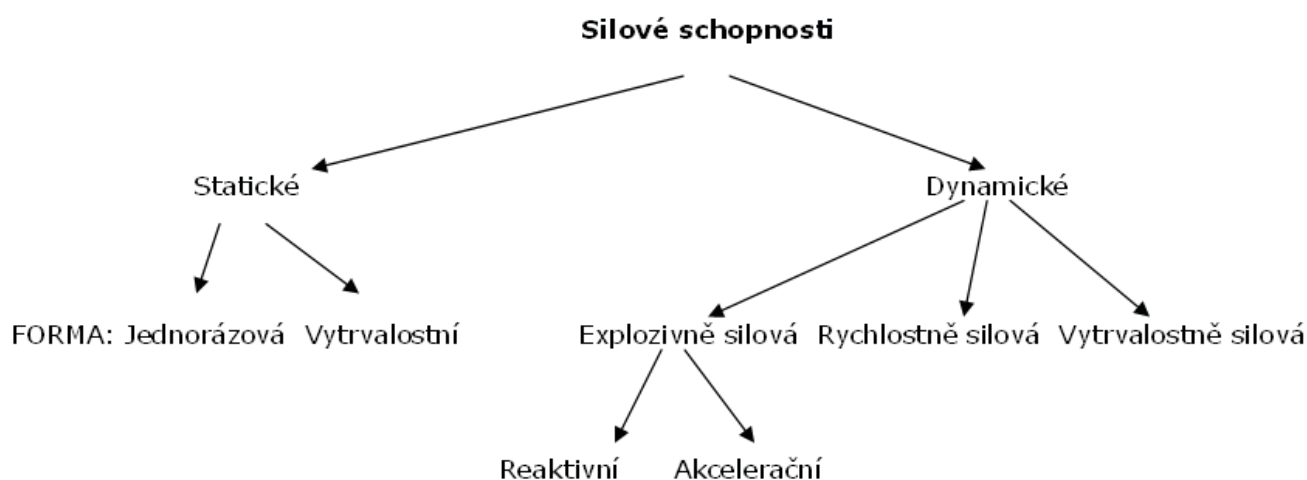 Silové schopnosti
Statické Dynamické
FORMA: Jednorázová Vytrvalostní Explozivně silová Rychlostně silová Vytrvalostně silová
Reaktivní Akcelerační